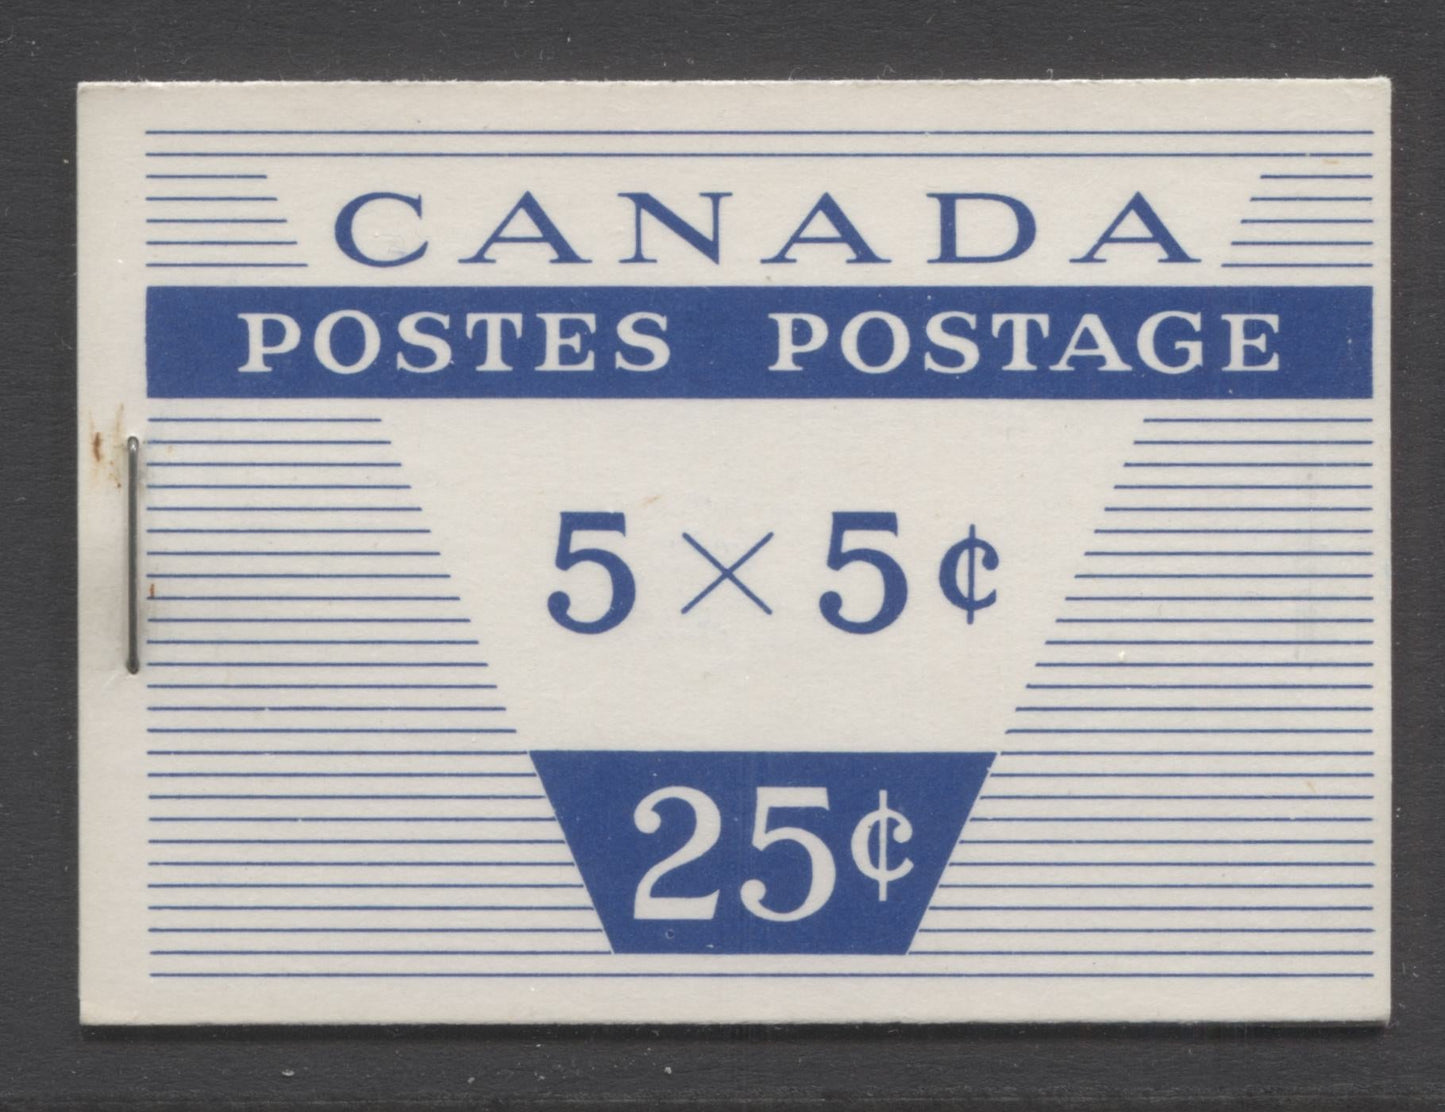 CANADA
POSTES POSTAGE
5 × 5¢
25¢